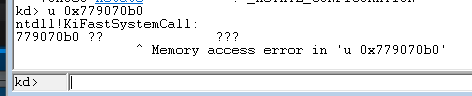 kd> u 0x779070b0
ntdll!KiFastSystemCall:
779070b0 ??              ???
^ Memory access error in 'u 0x779070b0'
kd>